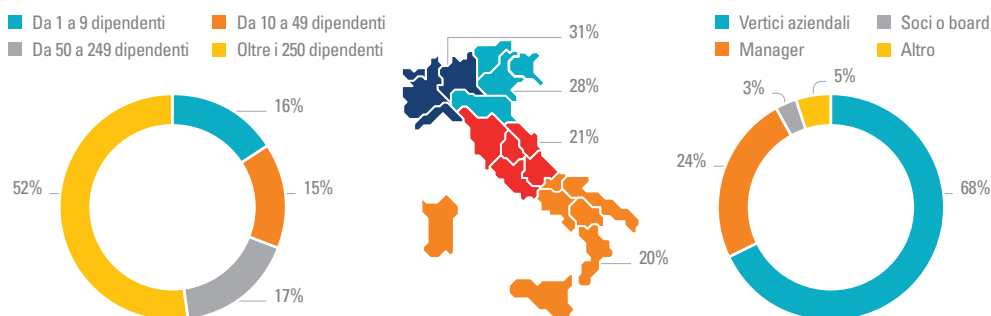 Da 1 a 9 dipendenti
Da 10 a 49 dipendenti
Da 50 a 249 dipendenti
Oltre i 250 dipendenti
16%
15%
17%
52%
31%
28%
21%
20%
Vertici aziendali
Soci o board
Manager
Altro
3%
5%
24%
68%